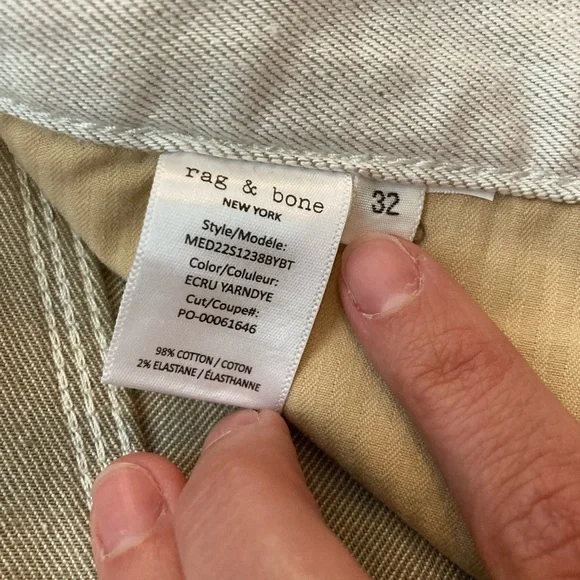 rag & bone
NEW YORK
32
Style/Modéle:
MED22S1238BYBT
Color/Coluleur:
ECRU YARNDYE
Cut/Coupe#:
PO-00061646
98% COTTON / COTON
2% ELASTANE / ÉLASTHANNE